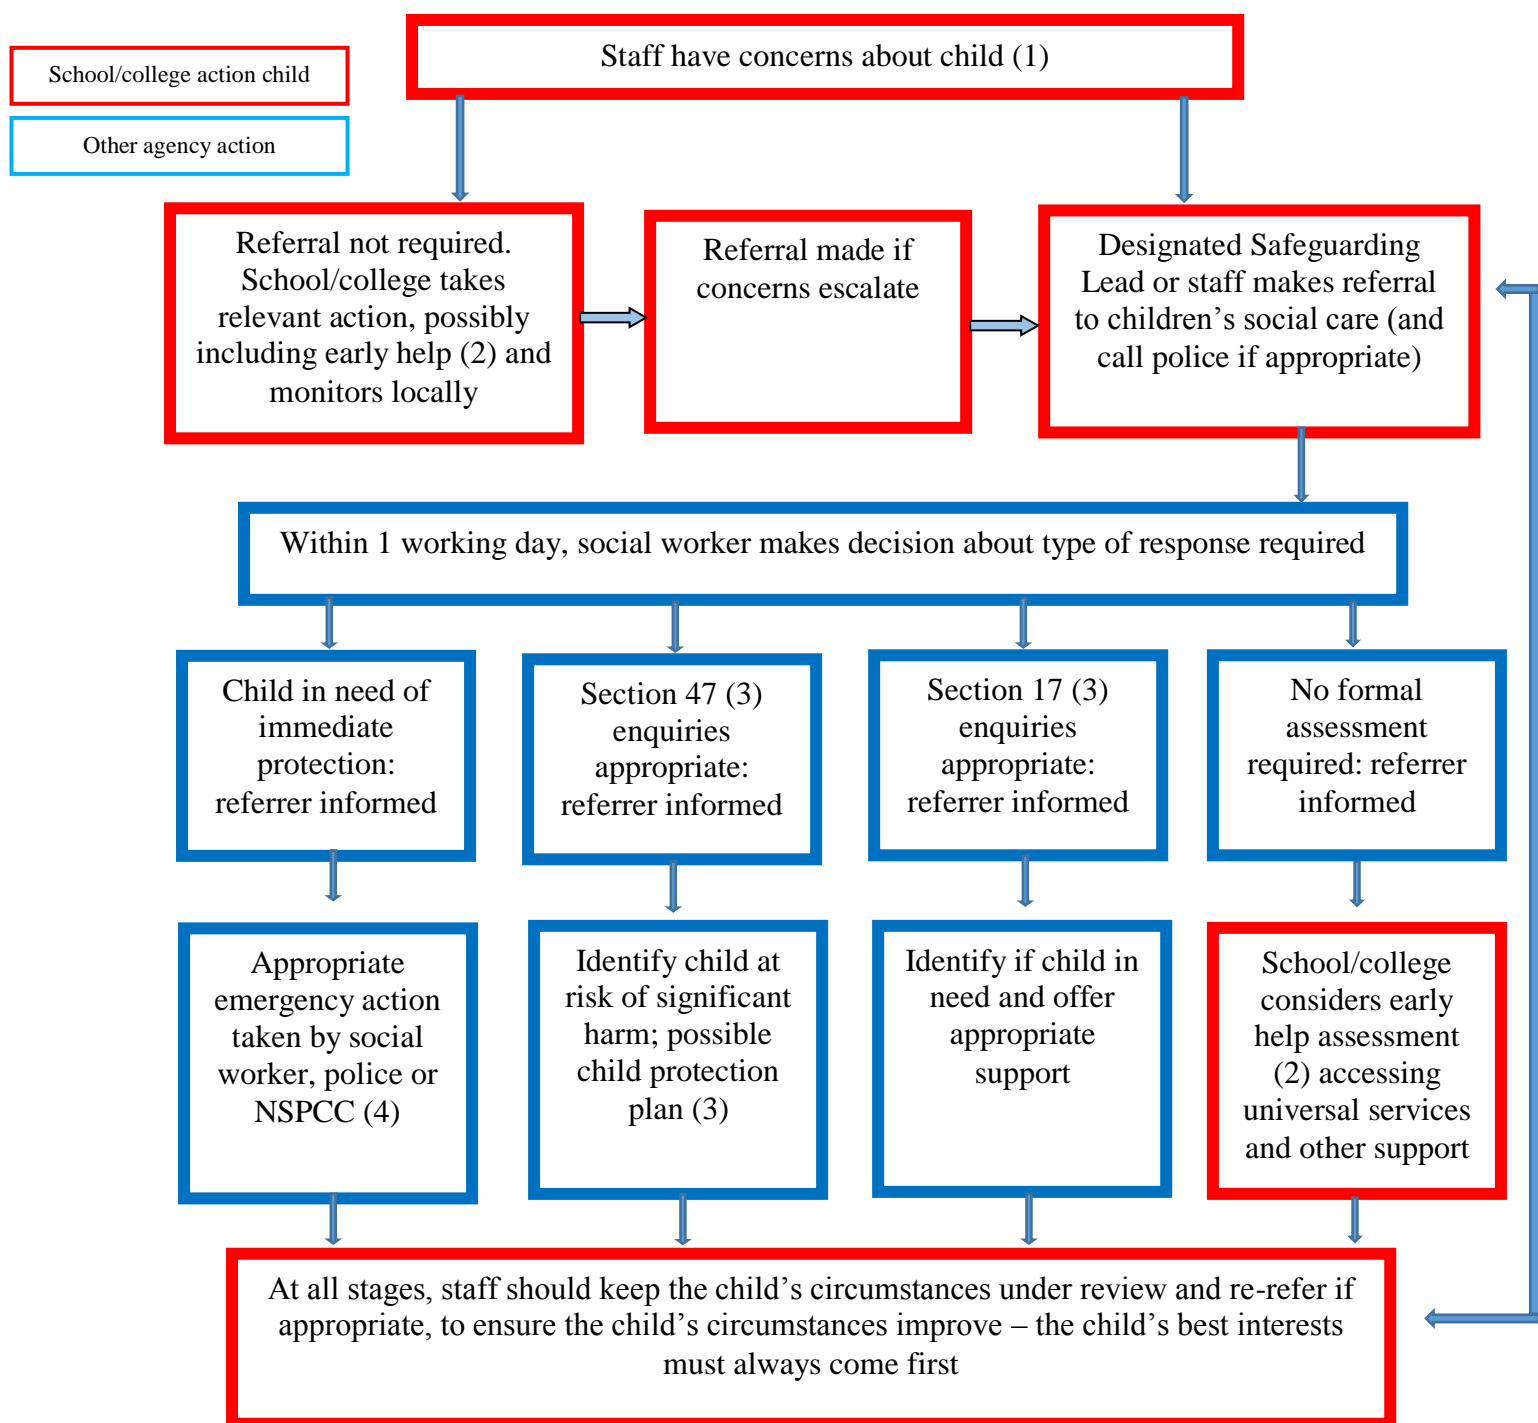 Staff have concerns about child (1)
School/college action child
Other agency action
Referral not required.
School/college takes
relevant action, possibly
including early help (2) and
monitors locally
Referral made if
concerns escalate
Designated Safeguarding
Lead or staff makes referral
to children’s social care (and
call police if appropriate)
Within 1 working day, social worker makes decision about type of response required
Child in need of
immediate
protection:
referrer informed
Section 47 (3)
enquiries
appropriate:
referrer informed
Section 17 (3)
enquiries
appropriate:
referrer informed
No formal
assessment
required: referrer
informed
Appropriate
emergency action
taken by social
worker, police or
NSPCC (4)
Identify child at
risk of significant
harm; possible
child protection
plan (3)
Identify if child in
need and offer
appropriate
support
School/college
considers early
help assessment
(2) accessing
universal services
and other support
At all stages, staff should keep the child’s circumstances under review and re-refer if
appropriate, to ensure the child’s circumstances improve – the child’s best interests
must always come first